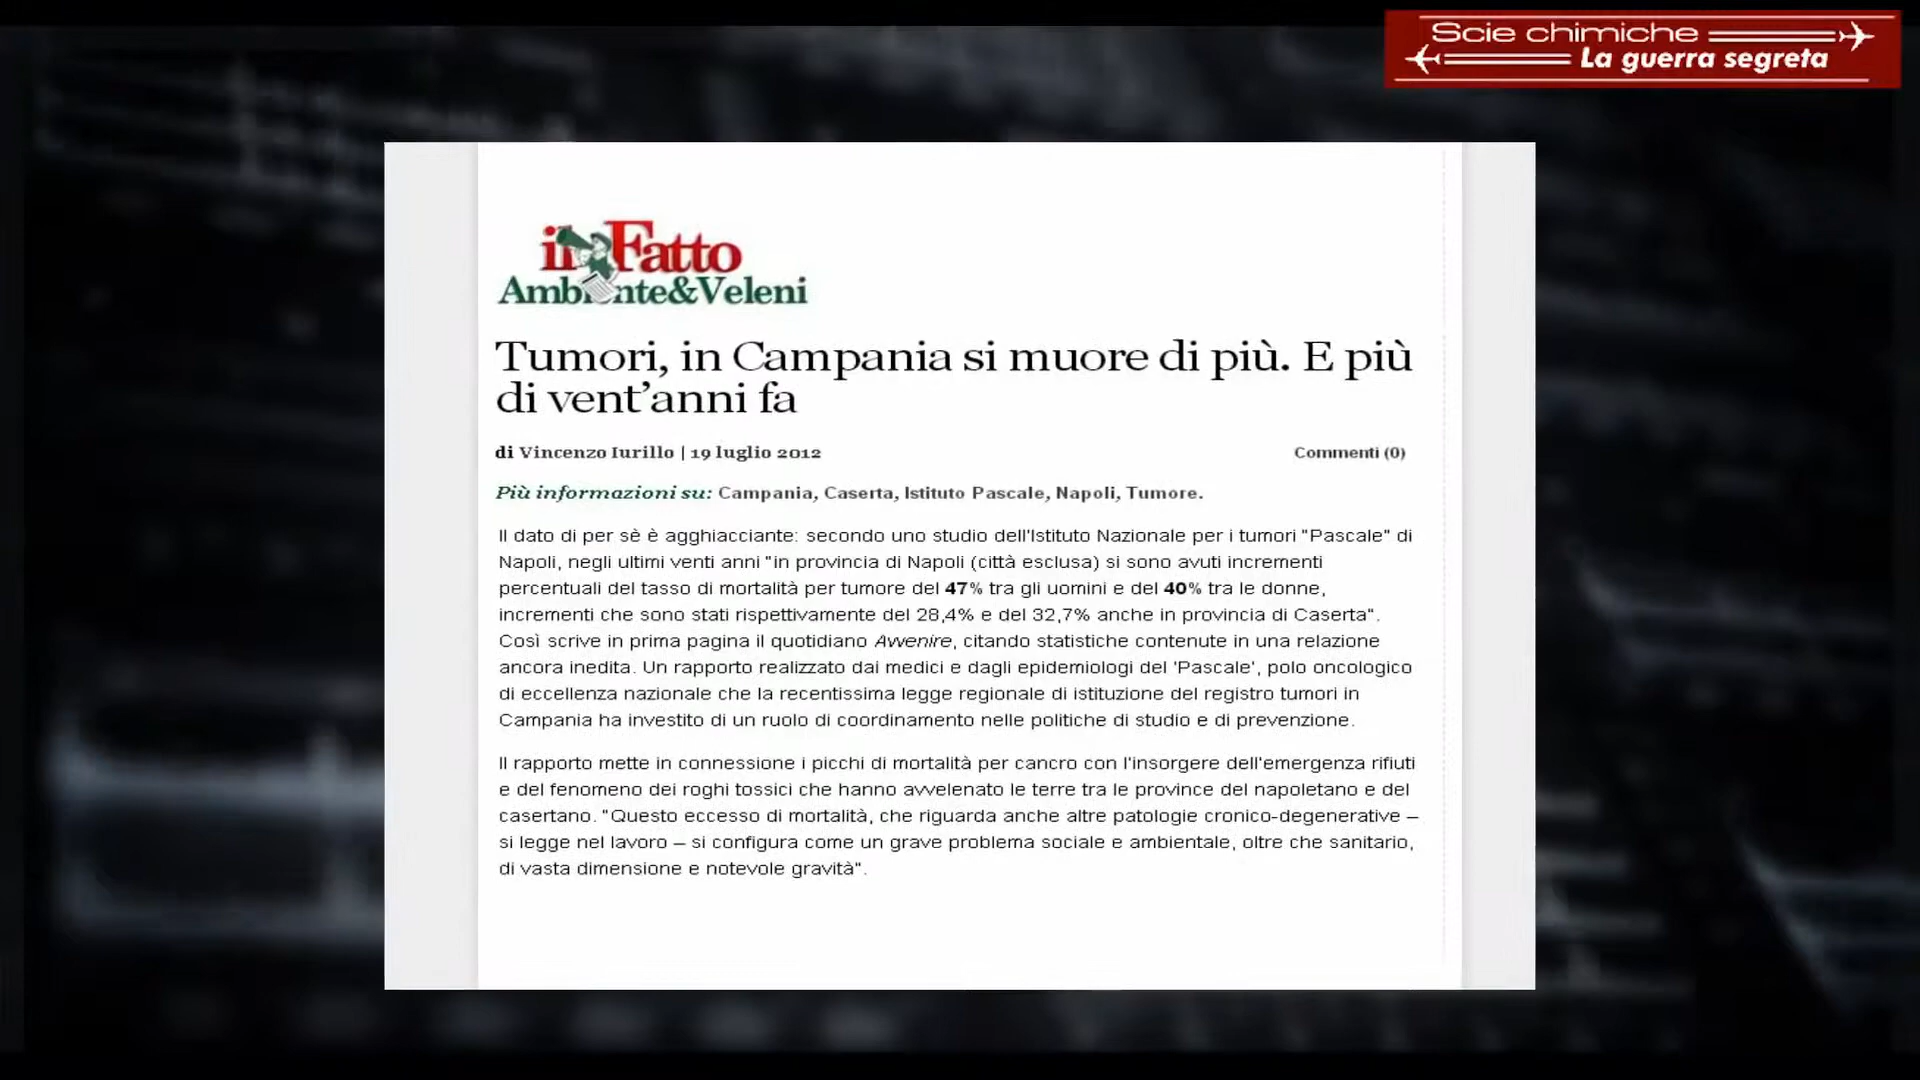 Scie chimiche
La guerra segreta
il Fatto
Ambiente&Veleni
Tumori, in Campania si muore di più. E più
di vent'anni fa
di Vincenzo Iurillo | 19 luglio 2012
Commenti (0)
Più informazioni su: Campania, Caserta, Istituto Pascale, Napoli, Tumore.
Il dato di per sè è agghiacciante: secondo uno studio dell'Istituto Nazionale per i tumori "Pascale" di
Napoli, negli ultimi venti anni "in provincia di Napoli (città esclusa) si sono avuti incrementi
percentuali del tasso di mortalità per tumore del 47% tra gli uomini e del 40% tra le donne,
incrementi che sono stati rispettivamente del 28,4% e del 32,7% anche in provincia di Caserta".
Così scrive in prima pagina il quotidiano Avvenire, citando statistiche contenute in una relazione
ancora inedita. Un rapporto realizzato dai medici e dagli epidemiologi del 'Pascale', polo oncologico
di eccellenza nazionale che la recentissima legge regionale di istituzione del registro tumori in
Campania ha investito di un ruolo di coordinamento nelle politiche di studio e di prevenzione.
Il rapporto mette in connessione i picchi di mortalità per cancro con l'insorgere dell'emergenza rifiuti
e del fenomeno dei roghi tossici che hanno avvelenato le terre tra le province del napoletano e del
casertano. "Questo eccesso di mortalità, che riguarda anche altre patologie cronico-degenerative –
si legge nel lavoro – si configura come un grave problema sociale e ambientale, oltre che sanitario,
di vasta dimensione e notevole gravità".